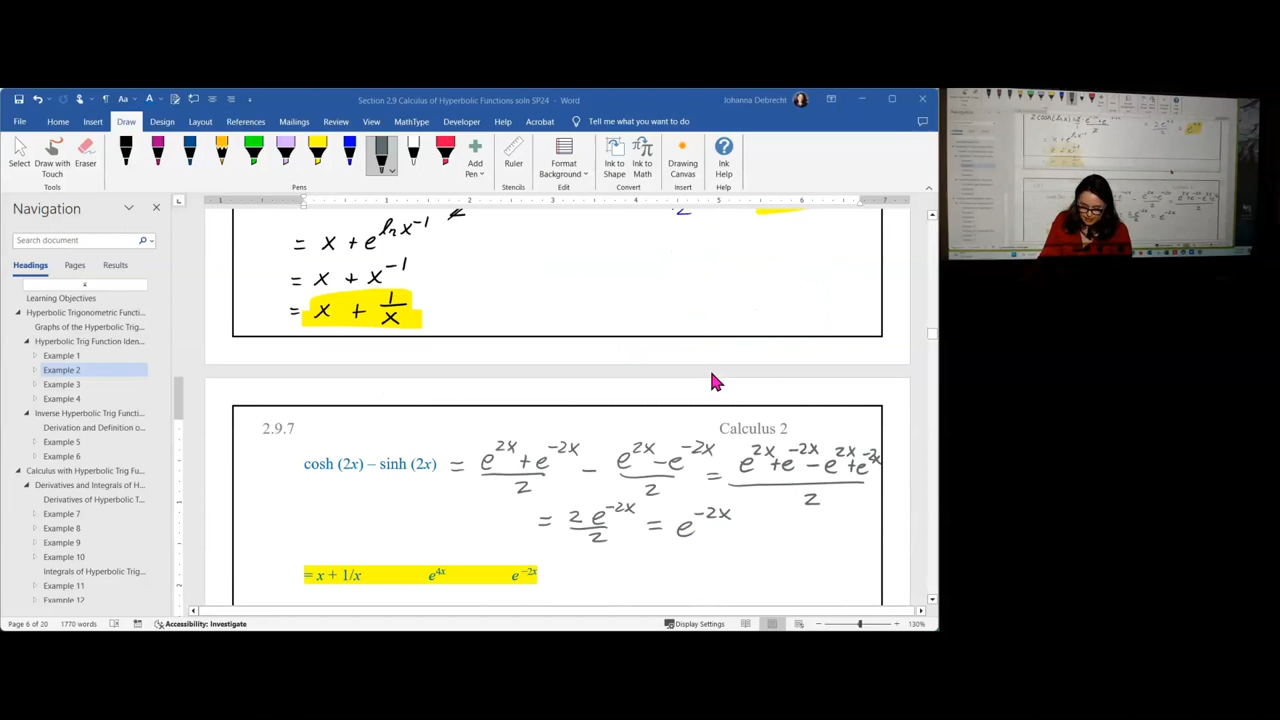 Section 2.9 Calculus of Hyperbolic Functions soln SP24 - Word
Johanna Debrecht
File Home Insert Draw Design Layout References Mailings Review View MathType Developer Help Acrobat Tell me what you want to do
Select
Draw with Touch
Eraser
Add Pen
Ruler
Format Background
Ink to Shape
Ink to Math
Drawing Canvas
Ink Help
Tools
Pens
Stencils
Convert
Insert
Help
Navigation
Search document
Headings Pages Results
Learning Objectives
Hyperbolic Trigonometric Functi...
Graphs of the Hyperbolic Trig...
Hyperbolic Trig Function Iden...
Example 1
Example 2
Example 3
Example 4
Inverse Hyperbolic Trig Functi...
Derivation and Definition o...
Example 5
Example 6
Calculus with Hyperbolic Trig Fu...
Derivatives and Integrals of H...
Derivatives of Hyperbolic T...
Example 7
Example 8
Example 9
Example 10
Integrals of Hyperbolic Trig...
Example 11
Example 12
= x + e^{ln x^{-1}}
= x + x^{-1}
= x + 1/x
2.9.7 Calculus 2
cosh (2x) – sinh (2x) = (e^{2x} + e^{-2x})/2 - (e^{2x} - e^{-2x})/2 = (e^{2x} + e^{-2x} - e^{2x} + e^{-2x})/2
= 2e^{-2x}/2 = e^{-2x}
= x + 1/x e^{4x} e^{−2x}
Page 6 of 20 1770 words Accessibility: Investigate Display Settings 130%